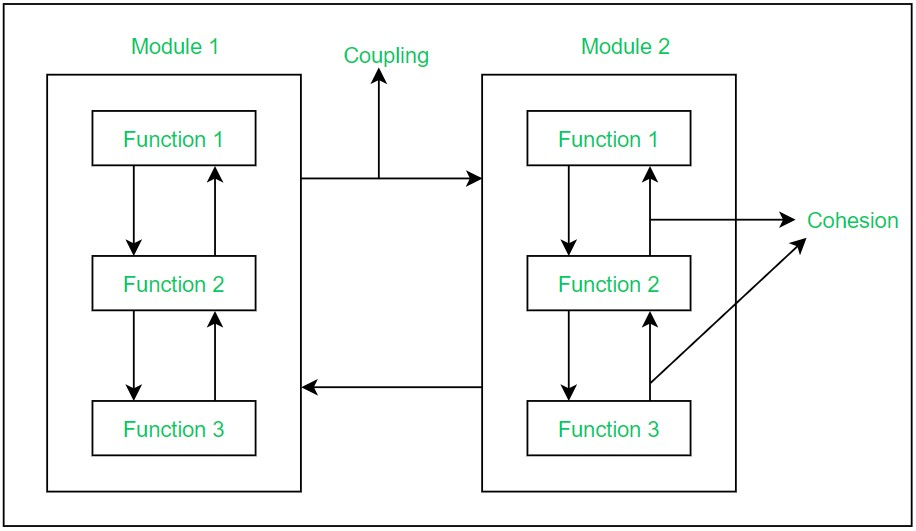 Module 1
Coupling
Module 2
Function 1
Function 2
Function 3
Function 1
Function 2
Function 3
Cohesion